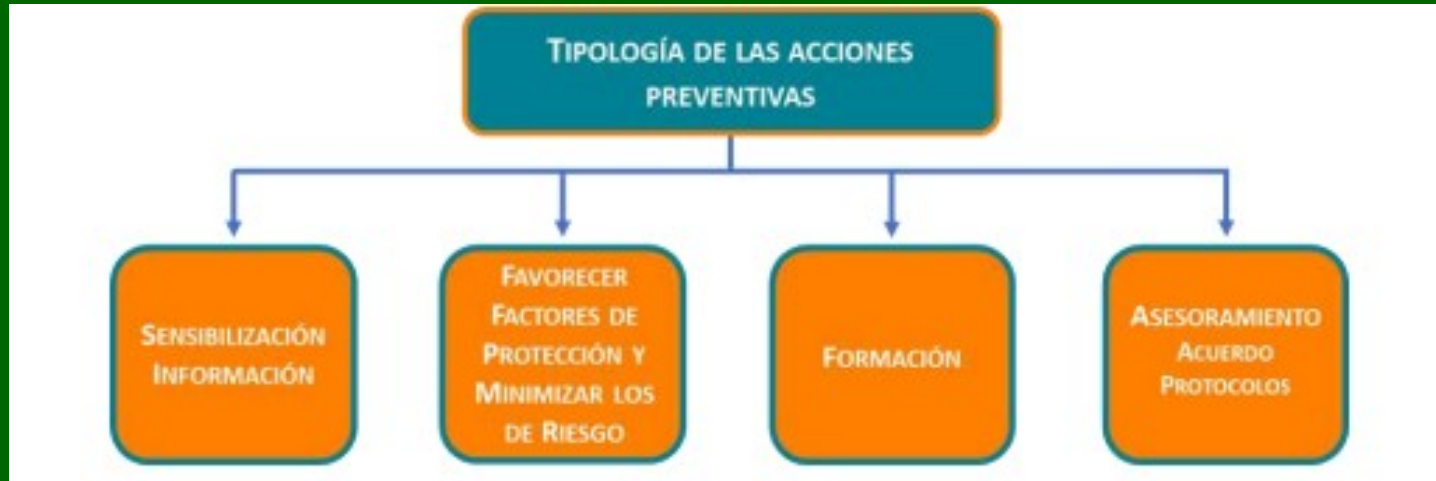 TIPOLOGÍA DE LAS ACCIONES
PREVENTIVAS
SENSIBILIZACIÓN
INFORMACIÓN
FAVORECER
FACTORES DE
PROTECCIÓN Y
MINIMIZAR LOS
DE RIESGO
FORMACIÓN
ASESORAMIENTO
ACUERDO
PROTOCOLOS